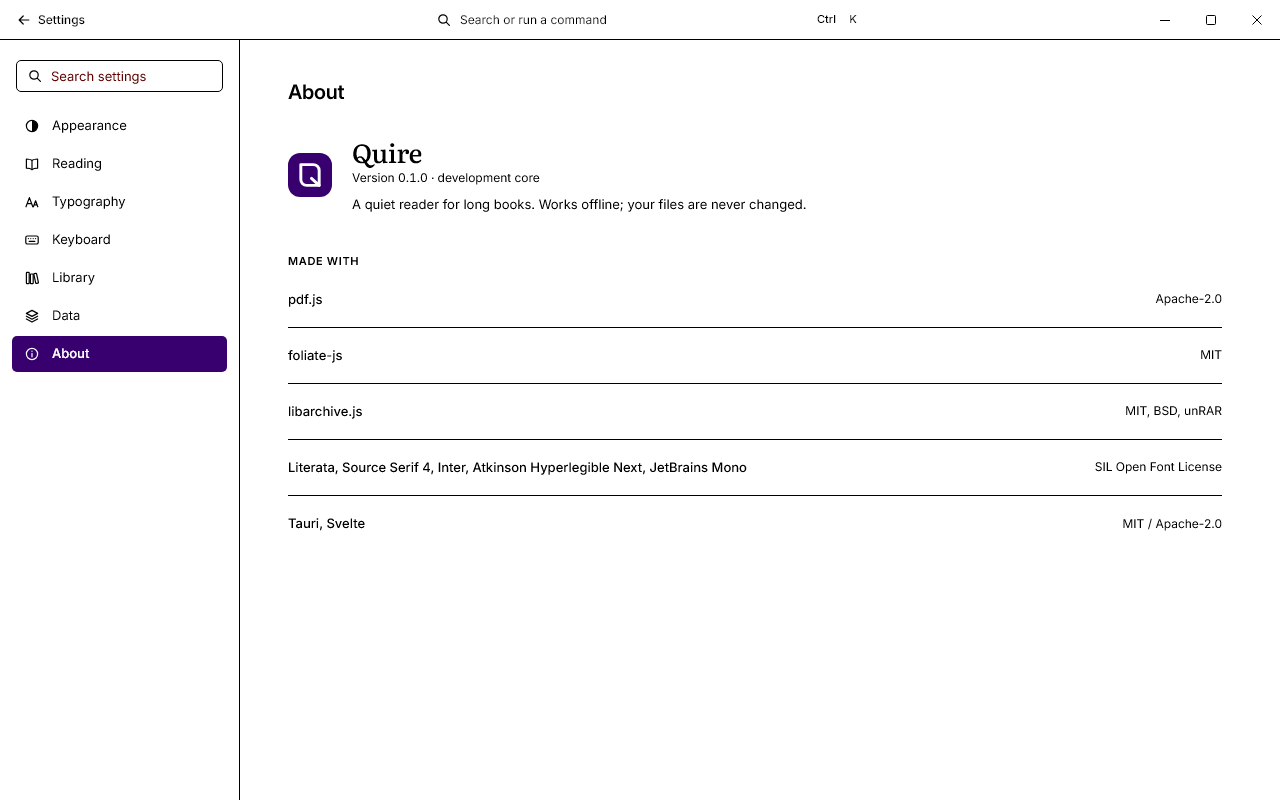 Settings
Search or run a command
Ctrl K
Search settings
Appearance
Reading
Typography
Keyboard
Library
Data
About
About
Quire
Version 0.1.0 · development core
A quiet reader for long books. Works offline; your files are never changed.
MADE WITH
pdf.js
Apache-2.0
foliate-js
MIT
libarchive.js
MIT, BSD, unRAR
Literata, Source Serif 4, Inter, Atkinson Hyperlegible Next, JetBrains Mono
SIL Open Font License
Tauri, Svelte
MIT / Apache-2.0